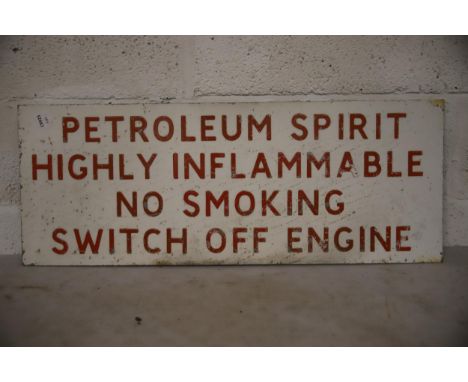 PETROLEUM SPIRIT
HIGHLY INFLAMMABLE
NO SMOKING
SWITCH OFF ENGINE